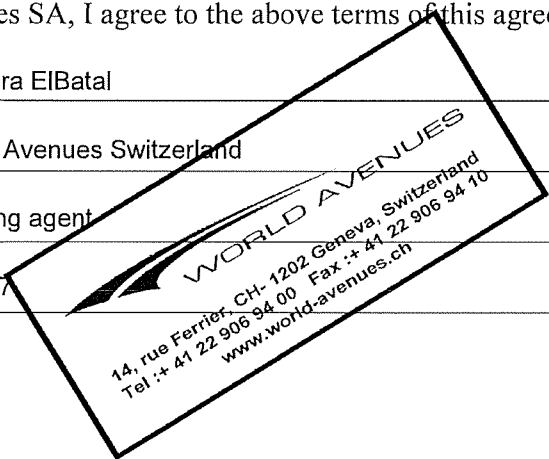 es SA, I agree to the above terms of this agree
ra ElBatal
Avenues Switzerland
ng agent
7
WORLD AVENUES
14, rue Ferrier, CH- 1202 Geneva, Switzerland
Tel :+ 41 22 906 94 00 Fax :+ 41 22 906 94 10
www.world-avenues.ch